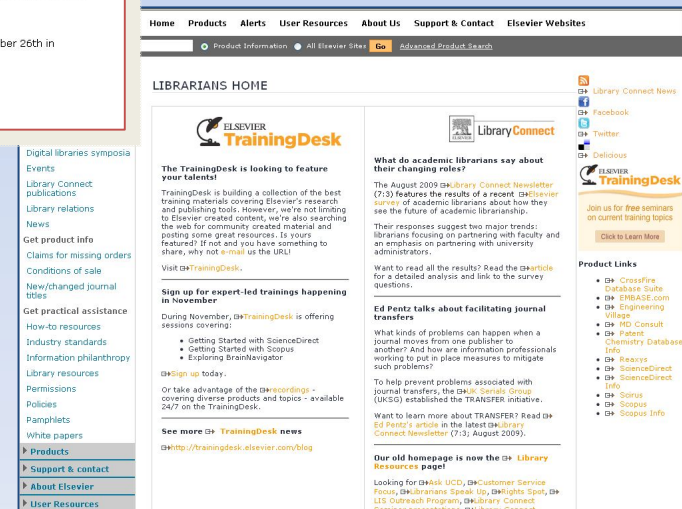 ber 26th in
Home Products Alerts User Resources About Us Support & Contact Elsevier Websites
Product Information All Elsevier Sites Go Advanced Product Search
LIBRARIANS HOME
Digital libraries symposia
Events
Library Connect
publications
Library relations
News
Get product info
Claims for missing orders
Conditions of sale
New/changed journal
titles
Get practical assistance
How-to resources
Industry standards
Information philanthropy
Library resources
Permissions
Policies
Pamphlets
White papers
Products
Support & contact
About Elsevier
User Resources
ELSEVIER
TrainingDesk
The TrainingDesk is looking to feature
your talents!
TrainingDesk is building a collection of the best
training materials covering Elsevier's research
and publishing tools. However, we're not limiting
to Elsevier created content, we're also searching
the web for community created material and
posting some great resources. Is yours
featured? If not and you have something to
share, why not e-mail us the URL!
Visit TrainingDesk.
Sign up for expert-led trainings happening
in November
During November, TrainingDesk is offering
sessions covering:
• Getting Started with ScienceDirect
• Getting Started with Scopus
• Exploring BrainNavigator
Sign up today.
Or take advantage of the recordings -
covering diverse products and topics - available
24/7 on the TrainingDesk.
See more TrainingDesk news
http://trainingdesk.elsevier.com/blog
ELSEVIER
LibraryConnect
What do academic librarians say about
their changing roles?
The August 2009 Library Connect Newsletter
(7:3) features the results of a recent Elsevier
survey of academic librarians about how they
see the future of academic librarianship.
Their responses suggest two major trends:
librarians focusing on partnering with faculty and
an emphasis on partnering with university
administrators.
Want to read all the results? Read the article
for a detailed analysis and link to the survey
questions.
Ed Pentz talks about facilitating journal
transfers
What kinds of problems can happen when a
journal moves from one publisher to
another? And how are information professionals
working to put in place measures to mitigate
such problems?
To help prevent problems associated with
journal transfers, the UK Serials Group
(UKSG) established the TRANSFER initiative.
Want to learn more about TRANSFER? Read
Ed Pentz's article in the latest Library
Connect Newsletter (7:3; August 2009).
Our old homepage is now the Library
Resources page!
Looking for Ask UCD, Customer Service
Focus, Librarians Speak Up, Rights Spot,
LIS Outreach Program, Library Connect
Library Connect News
Facebook
Twitter
Delicious
ELSEVIER
TrainingDesk
Join us for free seminars
on current training topics
Click to Learn More
Product Links
• CrossFire
Database Suite
• EMBASE.com
• Engineering
Village
• MD Consult
• Patent
Chemistry Database
Info
• Reaxys
• ScienceDirect
• ScienceDirect
Info
• Scirus
• Scopus
• Scopus Info